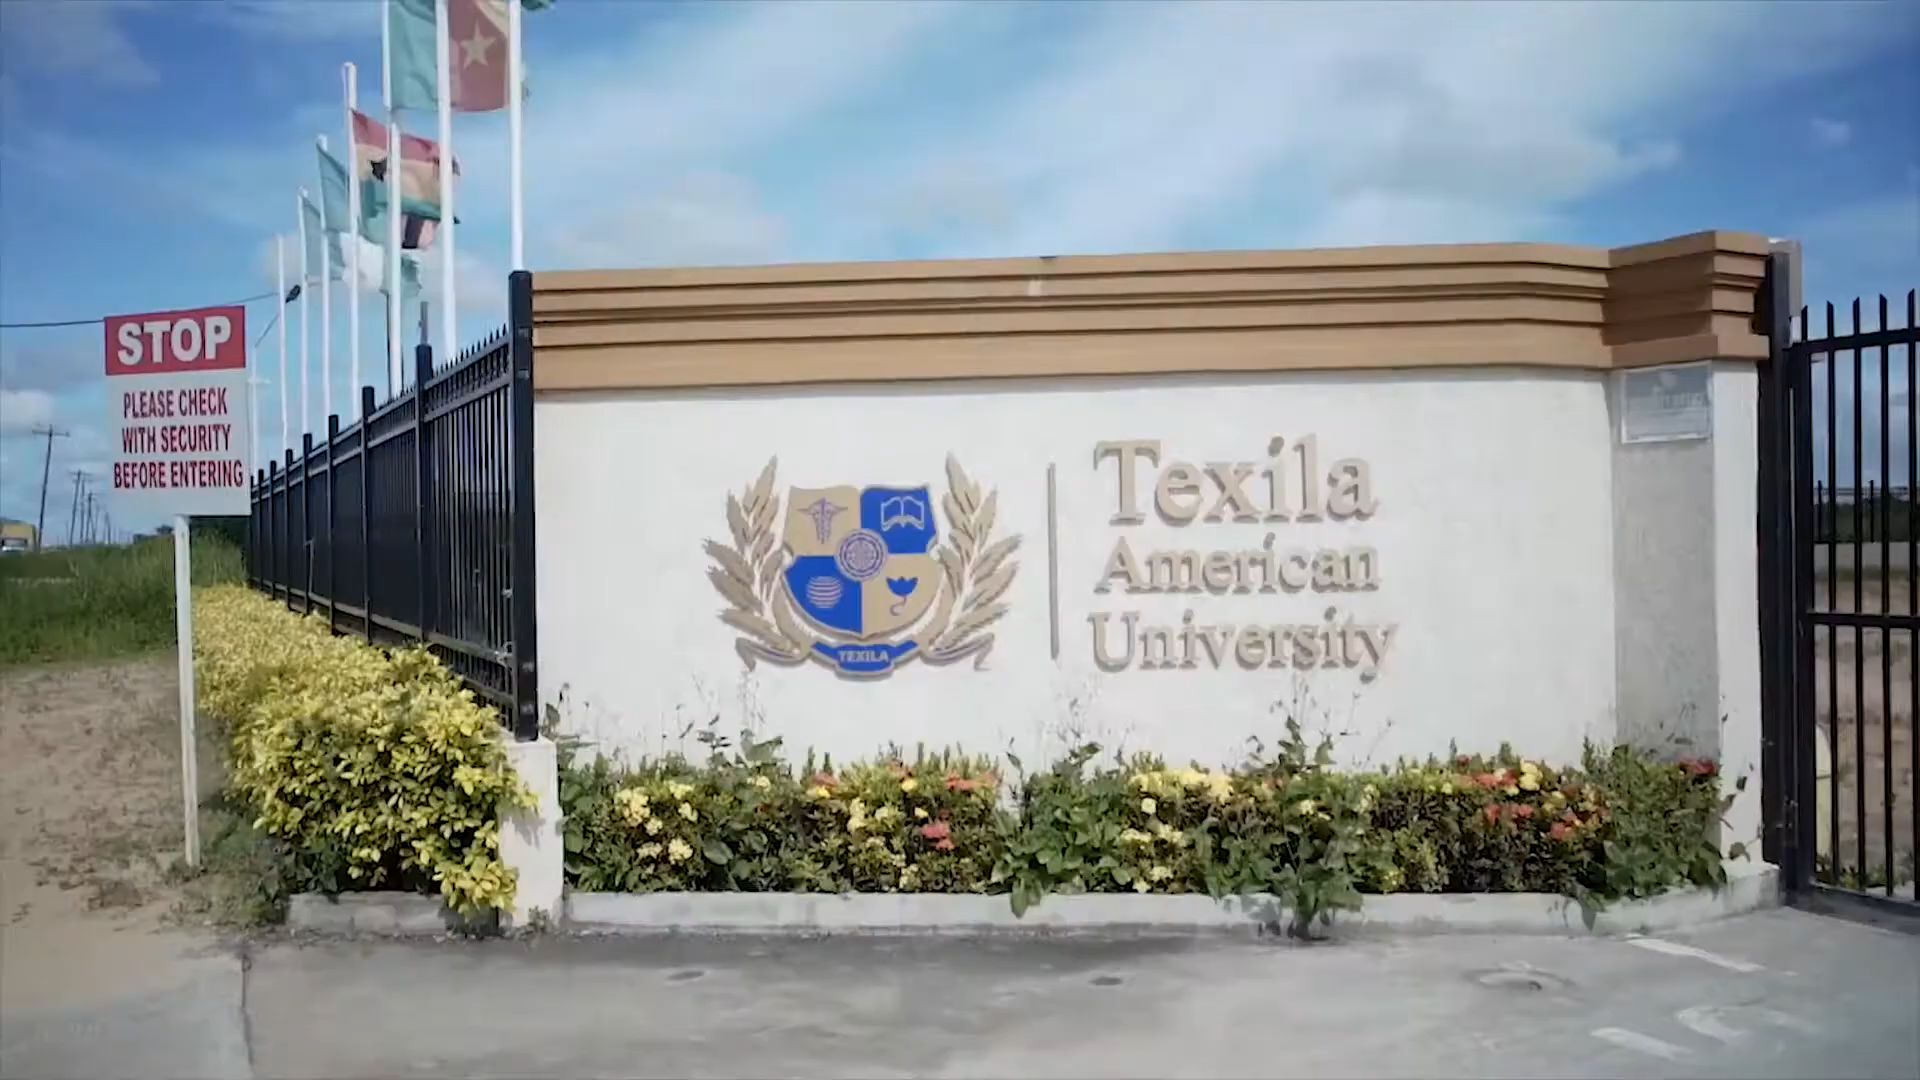 STOP
PLEASE CHECK
WITH SECURITY
BEFORE ENTERING
Texila
American
University
TEXILA